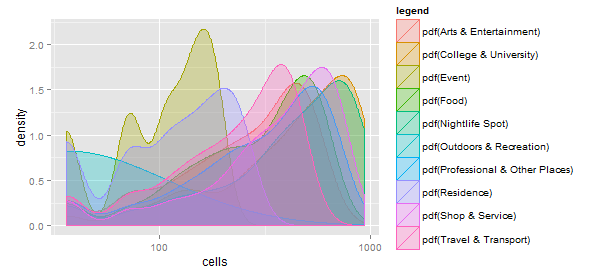 legend
pdf(Arts & Entertainment)
pdf(College & University)
pdf(Event)
pdf(Food)
pdf(Nightlife Spot)
pdf(Outdoors & Recreation)
pdf(Professional & Other Places)
pdf(Residence)
pdf(Shop & Service)
pdf(Travel & Transport)
density
2.0
1.5
1.0
0.5
0.0
100
1000
cells